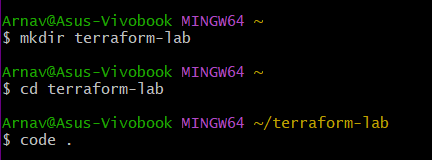 Arnav@Asus-Vivobook MINGW64 ~
$ mkdir terraform-lab
Arnav@Asus-Vivobook MINGW64 ~
$ cd terraform-lab
Arnav@Asus-Vivobook MINGW64 ~/terraform-lab
$ code .